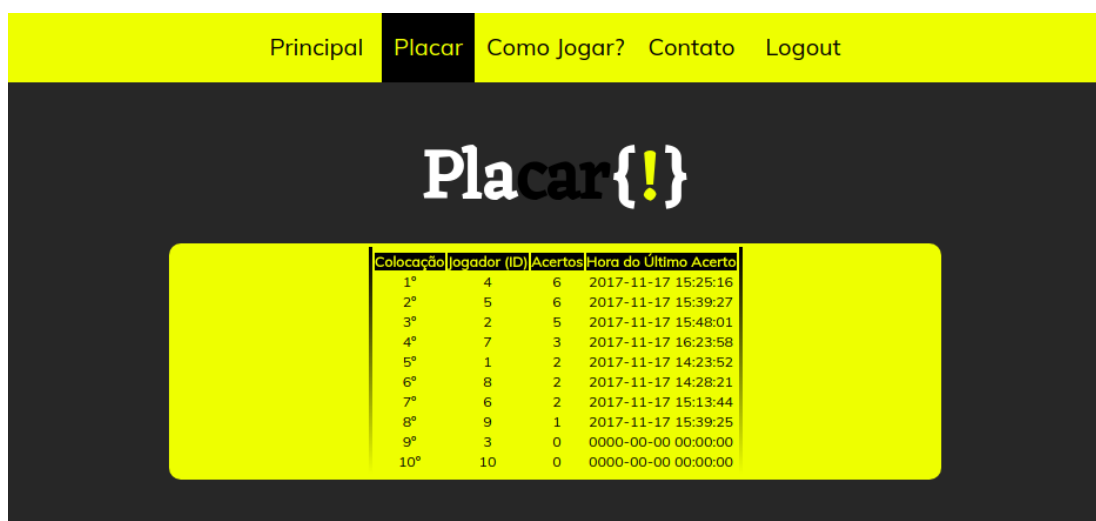 Principal Placar Como Jogar? Contato Logout
Placar{!}
Colocação Jogador (ID) Acertos Hora do Último Acerto
1º 4 6 2017-11-17 15:25:16
2º 5 6 2017-11-17 15:39:27
3º 2 5 2017-11-17 15:48:01
4º 7 3 2017-11-17 16:23:58
5º 1 2 2017-11-17 14:23:52
6º 8 2 2017-11-17 14:28:21
7º 6 2 2017-11-17 15:13:44
8º 9 1 2017-11-17 15:39:25
9º 3 0 0000-00-00 00:00:00
10º 10 0 0000-00-00 00:00:00